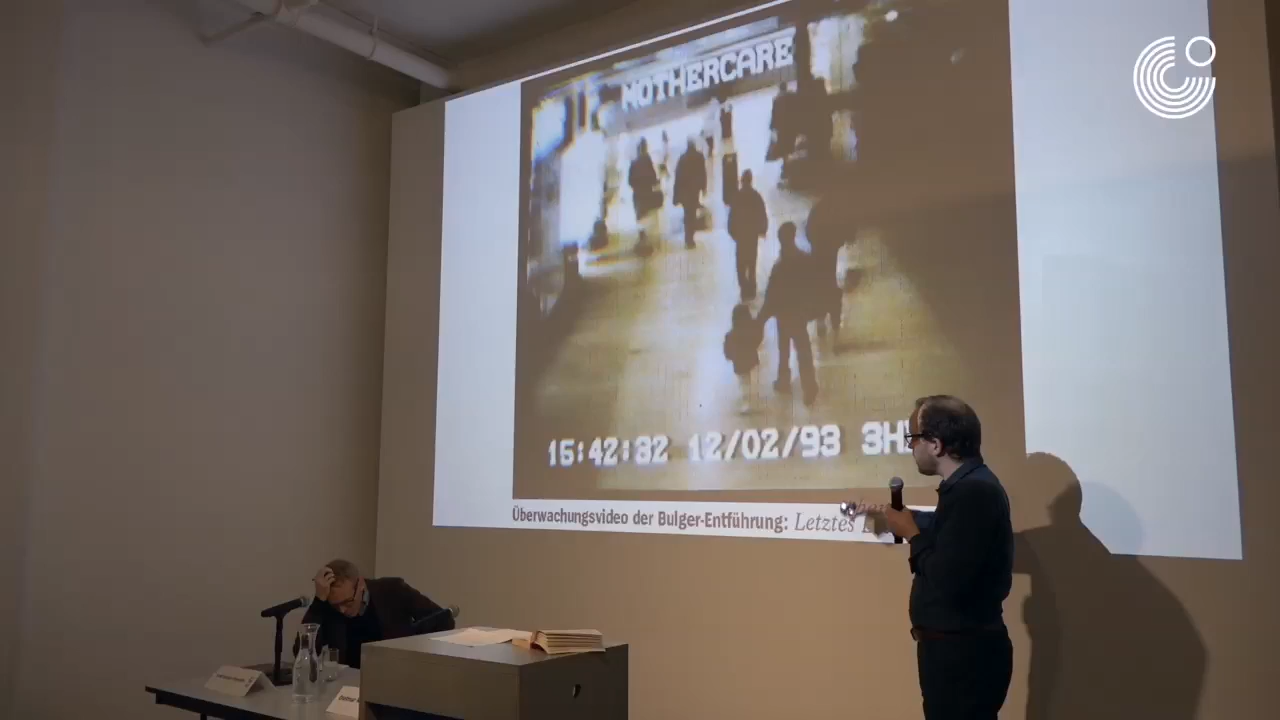 MOTHERCARE
15:42:32 12/02/93 3H
Überwachungsvideo der Bulger-Entführung: Letztes